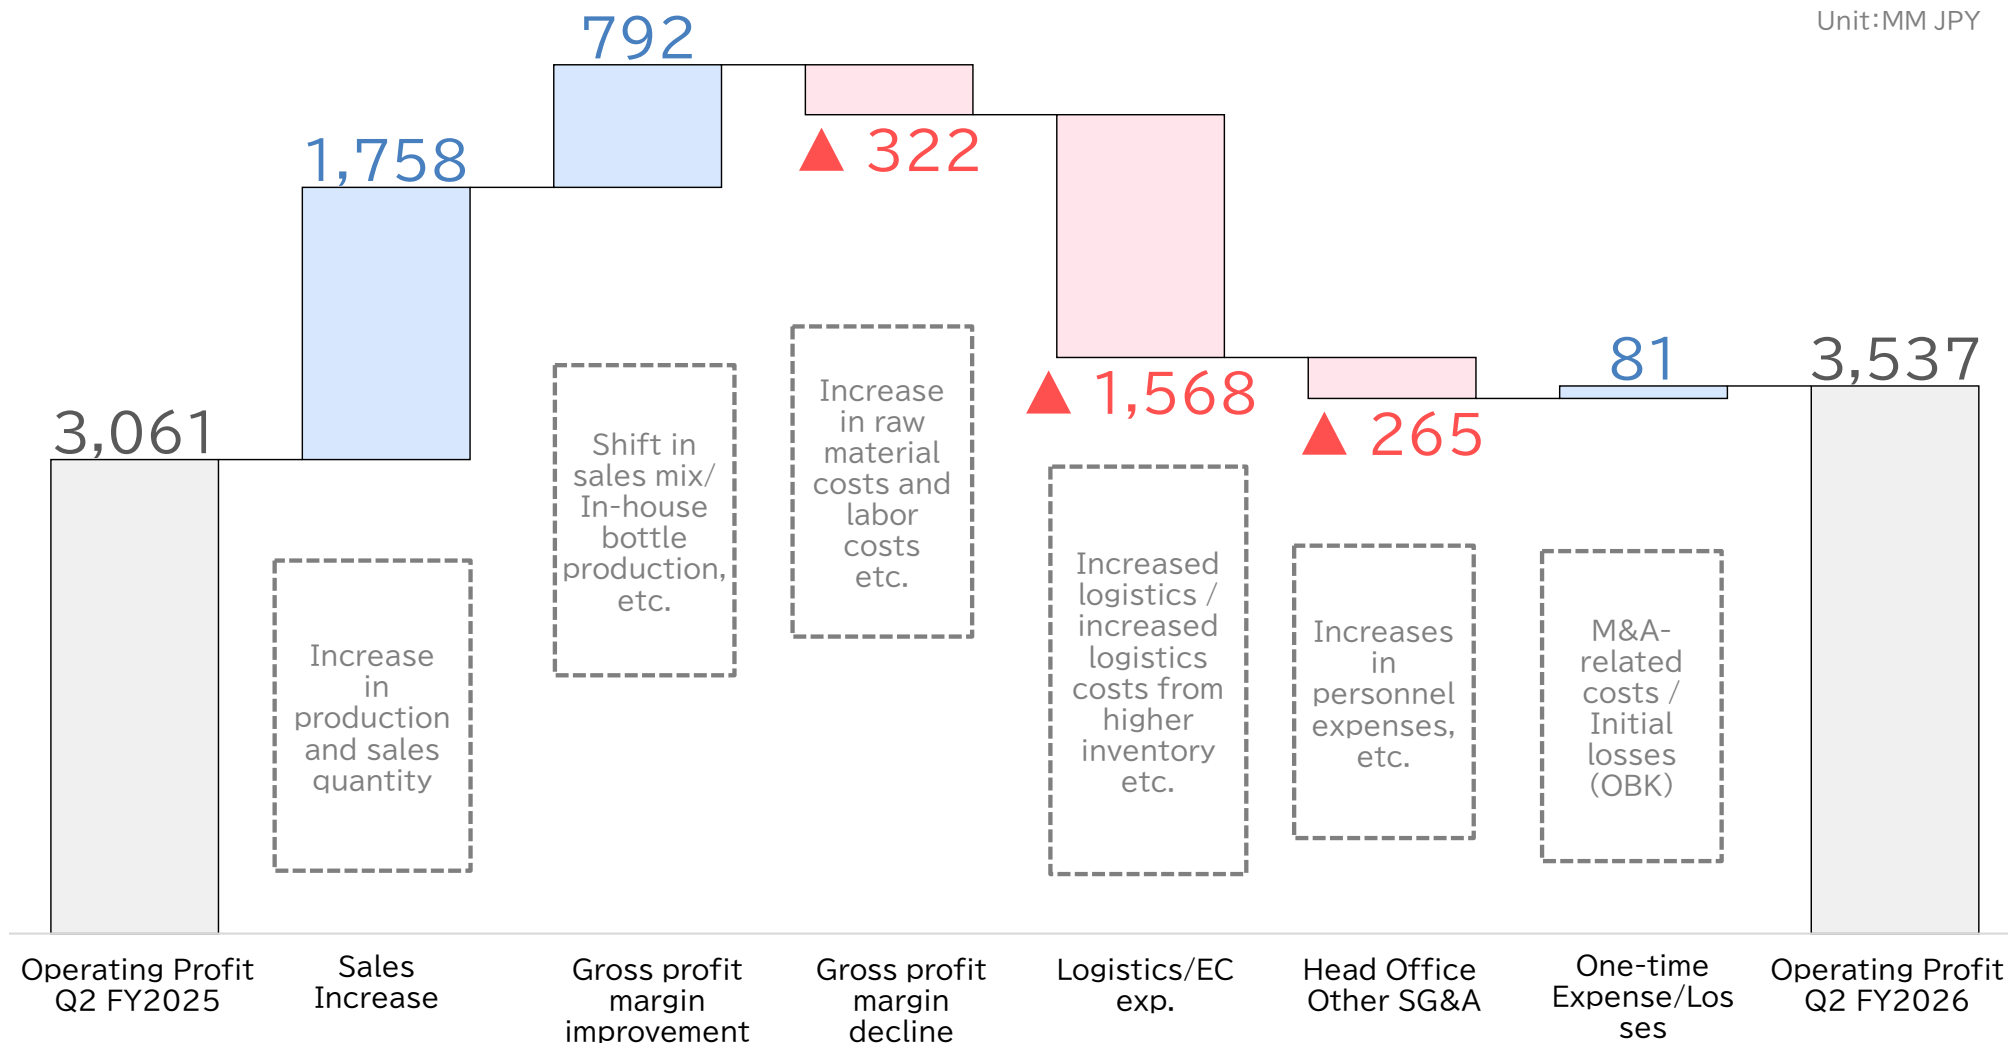 Unit:MM JPY
792
1,758
▲ 322
81
3,537
▲ 1,568
3,061
▲ 265
Increase
in raw
material
costs and
labor
costs
etc.
Shift in
sales mix/
In-house
bottle
production,
etc.
Increased
logistics /
increased
logistics
costs from
higher
inventory
etc.
Increases
in
personnel
expenses,
etc.
M&A-
related
costs /
Initial
losses
(OBK)
Increase
in
production
and sales
quantity
Operating Profit
Q2 FY2025
Sales
Increase
Gross profit
margin
improvement
Gross profit
margin
decline
Logistics/EC
exp.
Head Office
Other SG&A
One-time
Expense/Los
ses
Operating Profit
Q2 FY2026